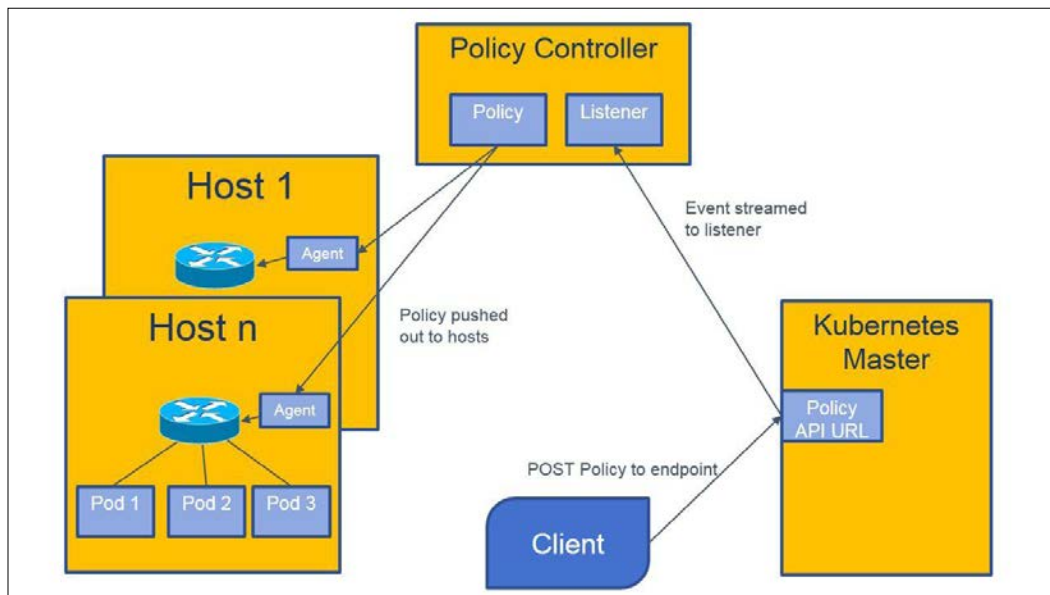 Policy Controller
Policy
Listener
Host 1
Agent
Event streamed
to listener
Policy pushed
out to hosts
Host n
Agent
Kubernetes
Master
Policy
API URL
Pod 1
Pod 2
Pod 3
POST Policy to endpoint
Client